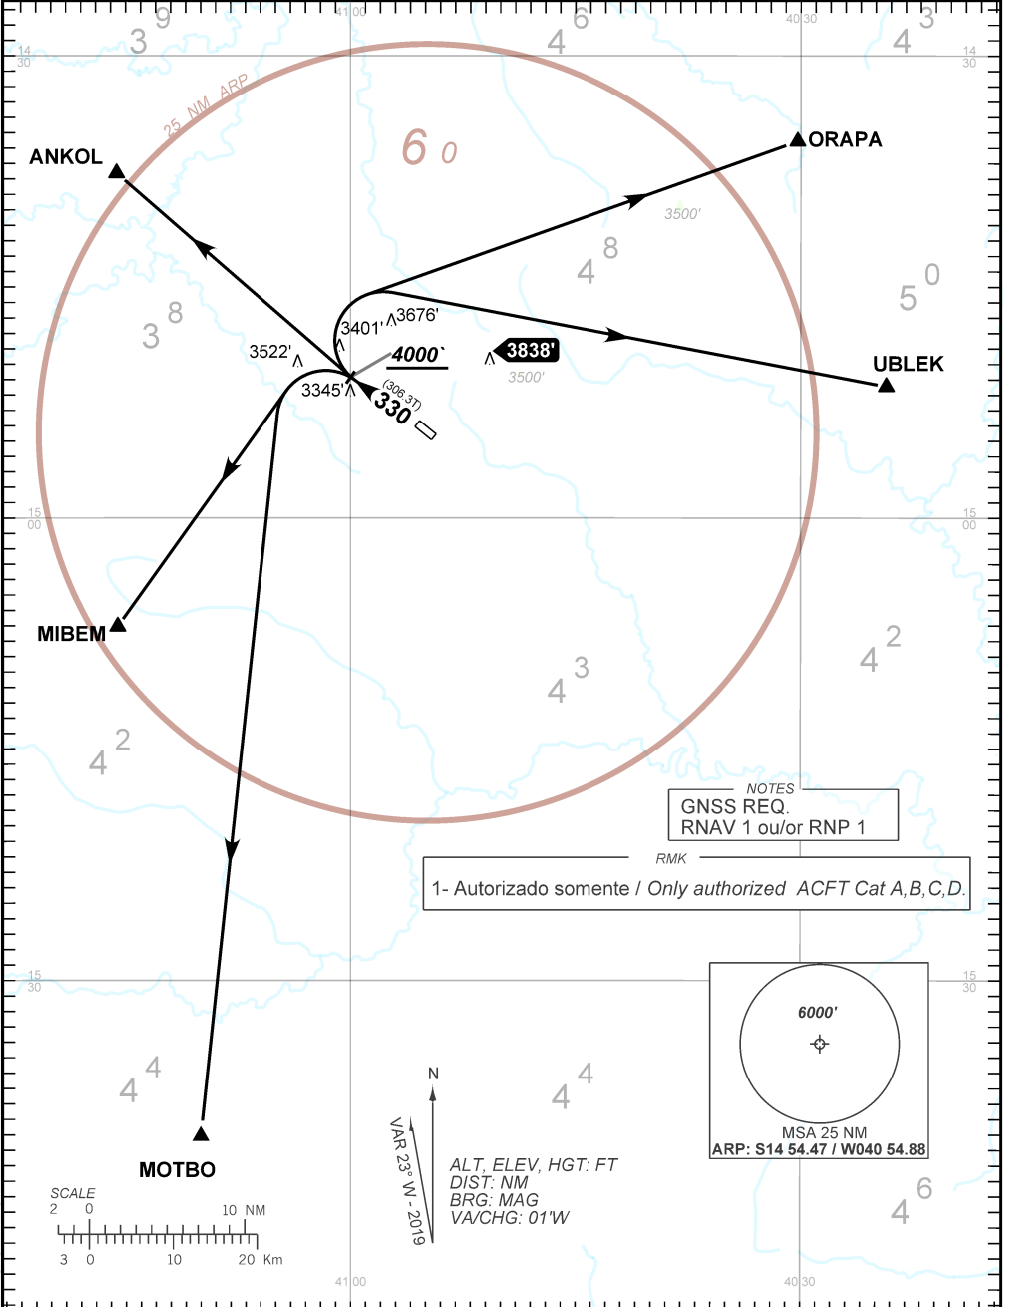 41 00
40 30
3 9
4 6
4 3
14 30
14 30
25 NM ARP
6 0
ANKOL
ORAPA
3500'
4 8
5 0
3 8
3676'
3401'
3522'
4000`
3838'
3500'
UBLEK
3345'
(306.3T)
330
15 00
15 00
MIBEM
4 2
4 3
4 2
NOTES
GNSS REQ.
RNAV 1 ou/or RNP 1
RMK
1- Autorizado somente / Only authorized ACFT Cat A,B,C,D.
15 30
15 30
6000'
MSA 25 NM
ARP: S14 54.47 / W040 54.88
4 4
4 4
N
VAR 23° W - 2019
MOTBO
ALT, ELEV, HGT: FT
DIST: NM
BRG: MAG
VA/CHG: 01'W
4 6
SCALE
2 0 10 NM
3 0 10 20 Km
41 00
40 30